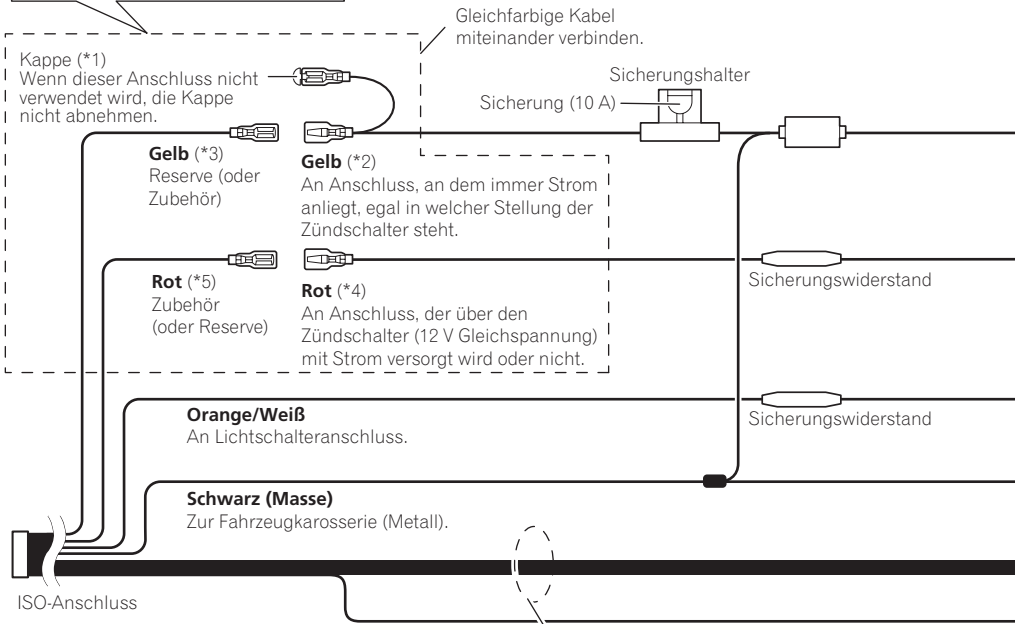 Gleichfarbige Kabel
miteinander verbinden.
Kappe (*1)
Wenn dieser Anschluss nicht
verwendet wird, die Kappe
nicht abnehmen.
Sicherungshalter
Sicherung (10 A)
Gelb (*3)
Reserve (oder
Zubehör)
Gelb (*2)
An Anschluss, an dem immer Strom
anliegt, egal in welcher Stellung der
Zündschalter steht.
Rot (*5)
Zubehör
(oder Reserve)
Rot (*4)
An Anschluss, der über den
Zündschalter (12 V Gleichspannung)
mit Strom versorgt wird oder nicht.
Sicherungswiderstand
Orange/Weiß
An Lichtschalteranschluss.
Sicherungswiderstand
Schwarz (Masse)
Zur Fahrzeugkarosserie (Metall).
ISO-Anschluss